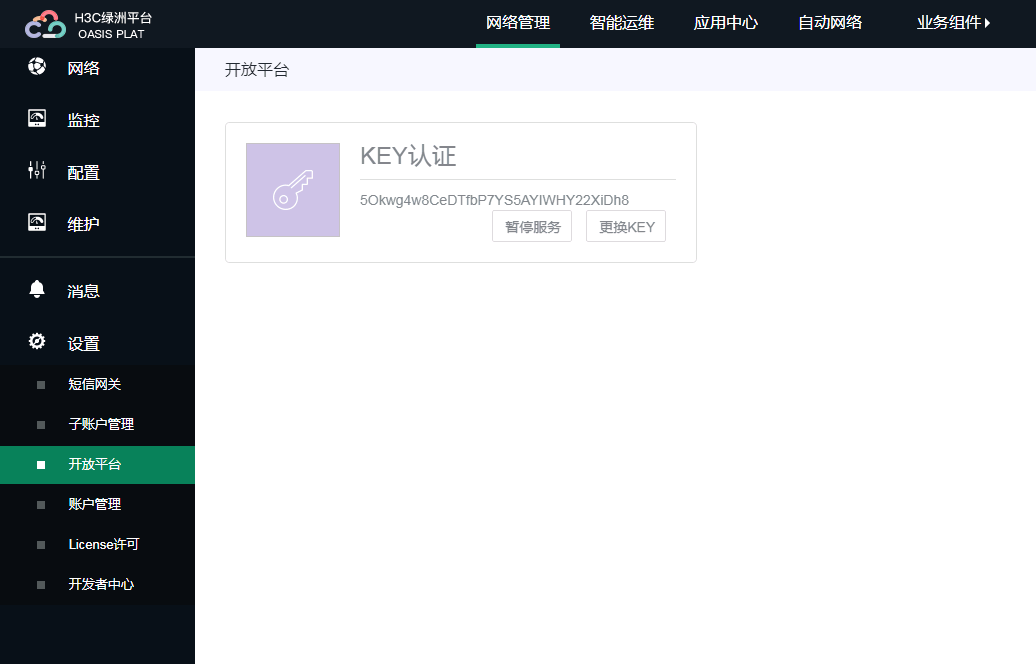 H3C绿洲平台
OASIS PLAT
网络管理
智能运维
应用中心
自动网络
业务组件
网络
监控
配置
维护
消息
设置
短信网关
子账户管理
开放平台
账户管理
License许可
开发者中心
开放平台
KEY认证
5Okwg4w8CeDTfbP7YS5AYIWHY22XiDh8
暂停服务
更换KEY